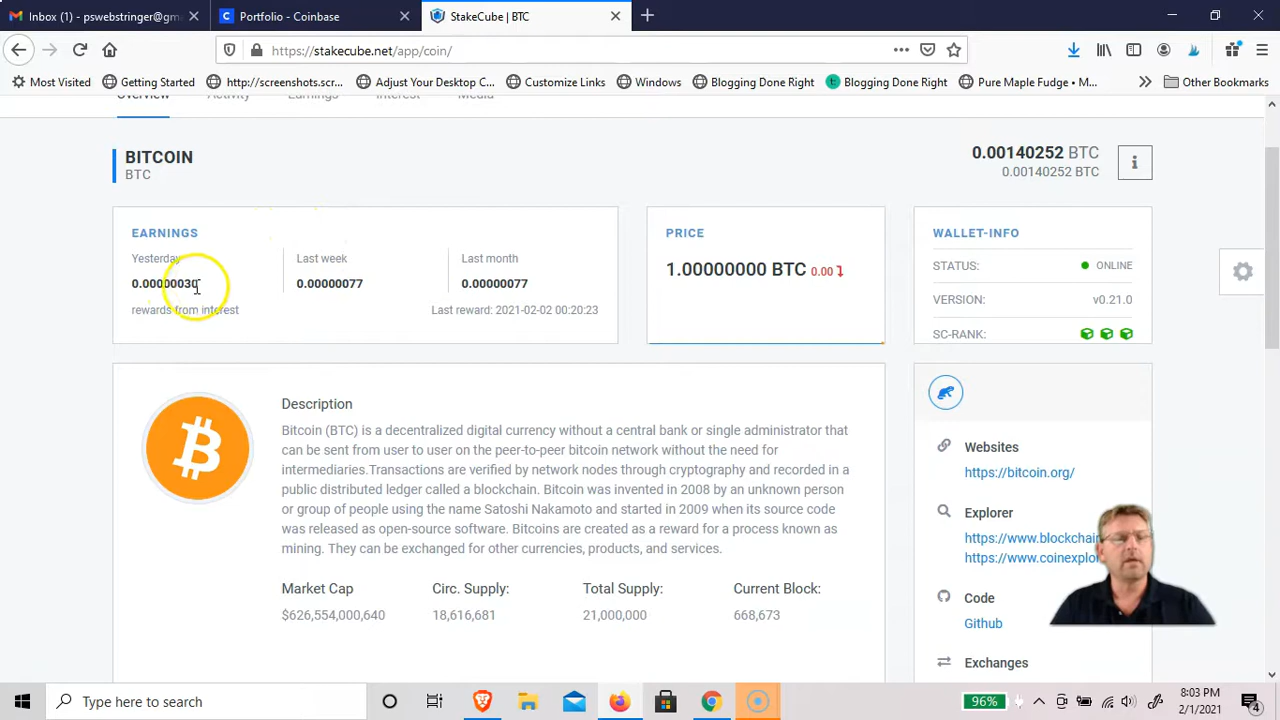 Inbox (1) - pswebstringer@gm
Portfolio - Coinbase
StakeCube | BTC
https://stakecube.net/app/coin/
Most Visited
Getting Started
http://screenshots.scr...
Adjust Your Desktop C...
Customize Links
Windows
Blogging Done Right
Blogging Done Right
Pure Maple Fudge • M...
Other Bookmarks
Overview Activity Earnings Interest Media
BITCOIN
BTC
0.00140252 BTC
0.00140252 BTC
EARNINGS
Yesterday
0.00000030
Last week
0.00000077
Last month
0.00000077
rewards from interest
Last reward: 2021-02-02 00:20:23
PRICE
1.00000000 BTC 0.00
WALLET-INFO
STATUS: ONLINE
VERSION: v0.21.0
SC-RANK:
Description
Bitcoin (BTC) is a decentralized digital currency without a central bank or single administrator that
can be sent from user to user on the peer-to-peer bitcoin network without the need for
intermediaries.Transactions are verified by network nodes through cryptography and recorded in a
public distributed ledger called a blockchain. Bitcoin was invented in 2008 by an unknown person
or group of people using the name Satoshi Nakamoto and started in 2009 when its source code
was released as open-source software. Bitcoins are created as a reward for a process known as
mining. They can be exchanged for other currencies, products, and services.
Market Cap
$626,554,000,640
Circ. Supply:
18,616,681
Total Supply:
21,000,000
Current Block:
668,673
Websites
https://bitcoin.org/
Explorer
https://www.blockchai
https://www.coinexplo
Code
Github
Exchanges
Type here to search
96%
8:03 PM
2/1/2021
4